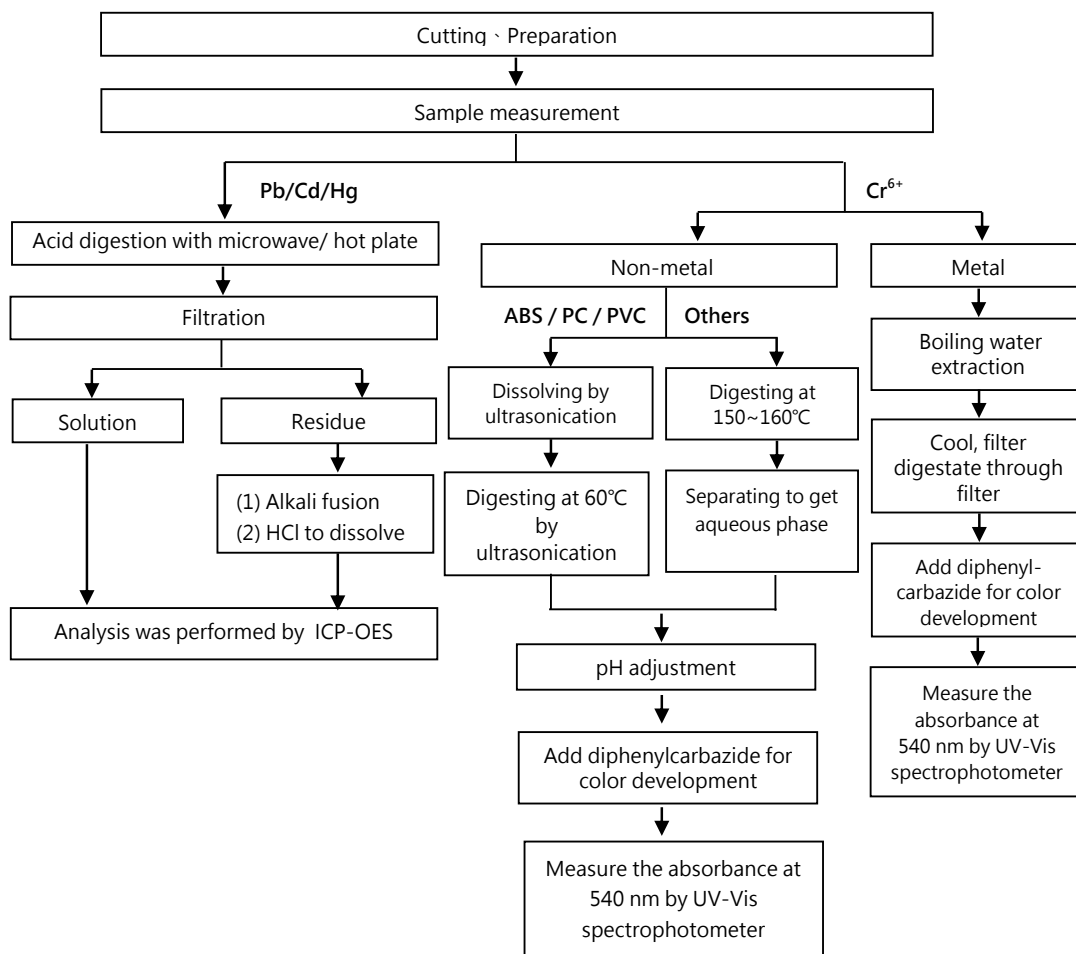 Cutting、Preparation
Sample measurement
Pb/Cd/Hg
Cr6+
Acid digestion with microwave/ hot plate
Non-metal
Metal
Filtration
ABS / PC / PVC
Others
Boiling water
extraction
Dissolving by
ultrasonication
Digesting at
150~160℃
Solution
Residue
Cool, filter
digestate through
filter
(1) Alkali fusion
(2) HCl to dissolve
Digesting at 60℃
by
ultrasonication
Separating to get
aqueous phase
Add diphenyl-
carbazide for color
development
Analysis was performed by  ICP-OES
pH adjustment
Measure the
absorbance at
540 nm by UV-Vis
spectrophotometer
Add diphenylcarbazide for
color development
Measure the absorbance at
540 nm by UV-Vis
spectrophotometer